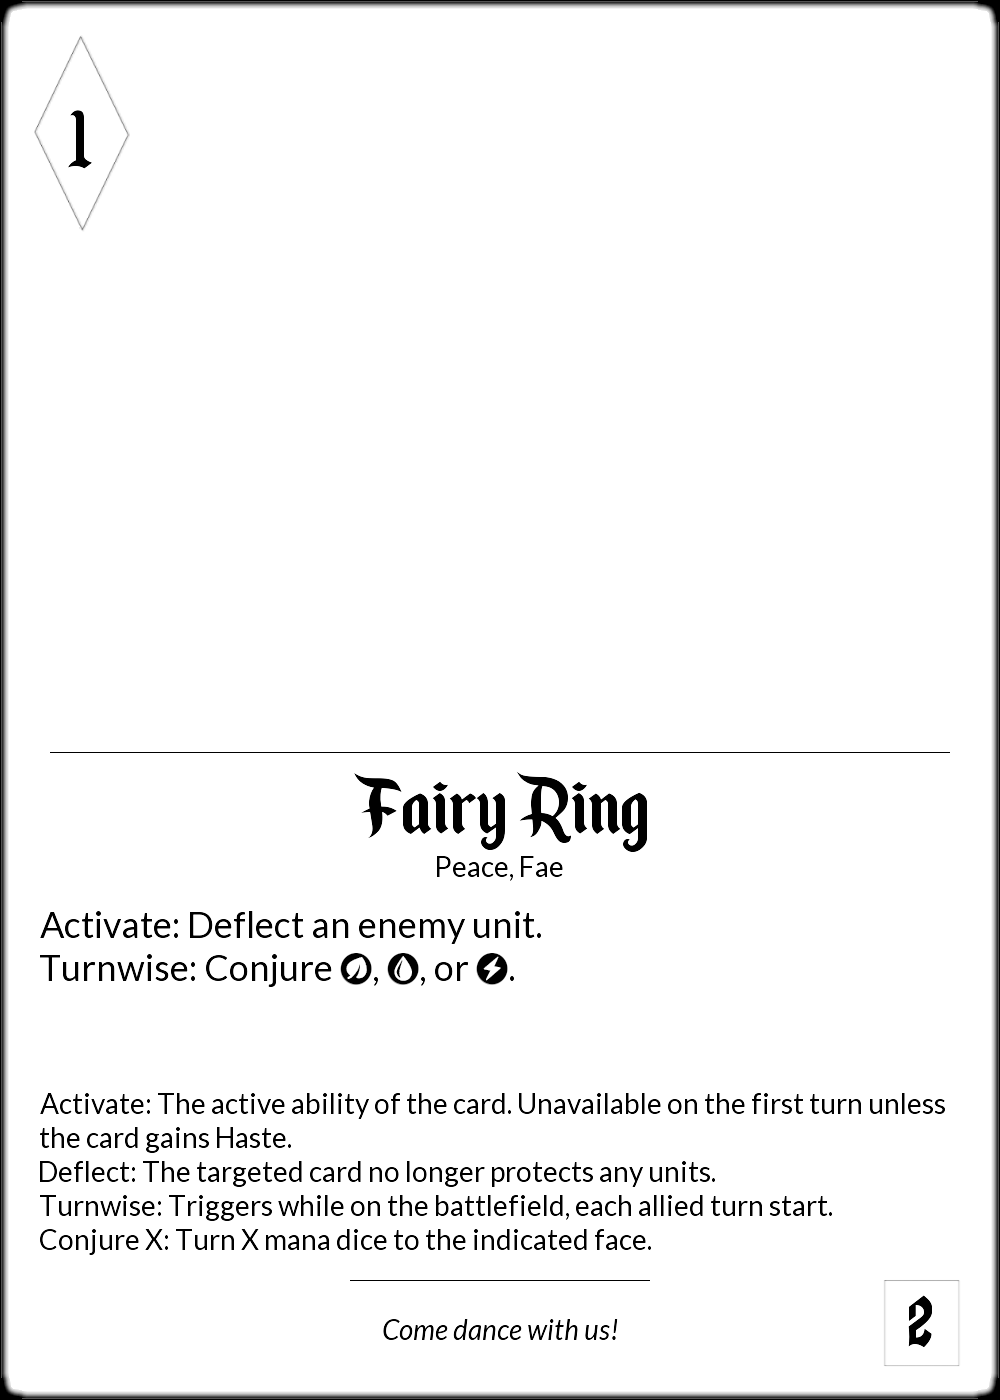 1
Fairy Ring
Peace, Fae
Activate: Deflect an enemy unit.
Turnwise: Conjure , , or .
Activate: The active ability of the card. Unavailable on the first turn unless
the card gains Haste.
Deflect: The targeted card no longer protects any units.
Turnwise: Triggers while on the battlefield, each allied turn start.
Conjure X: Turn X mana dice to the indicated face.
Come dance with us!
2